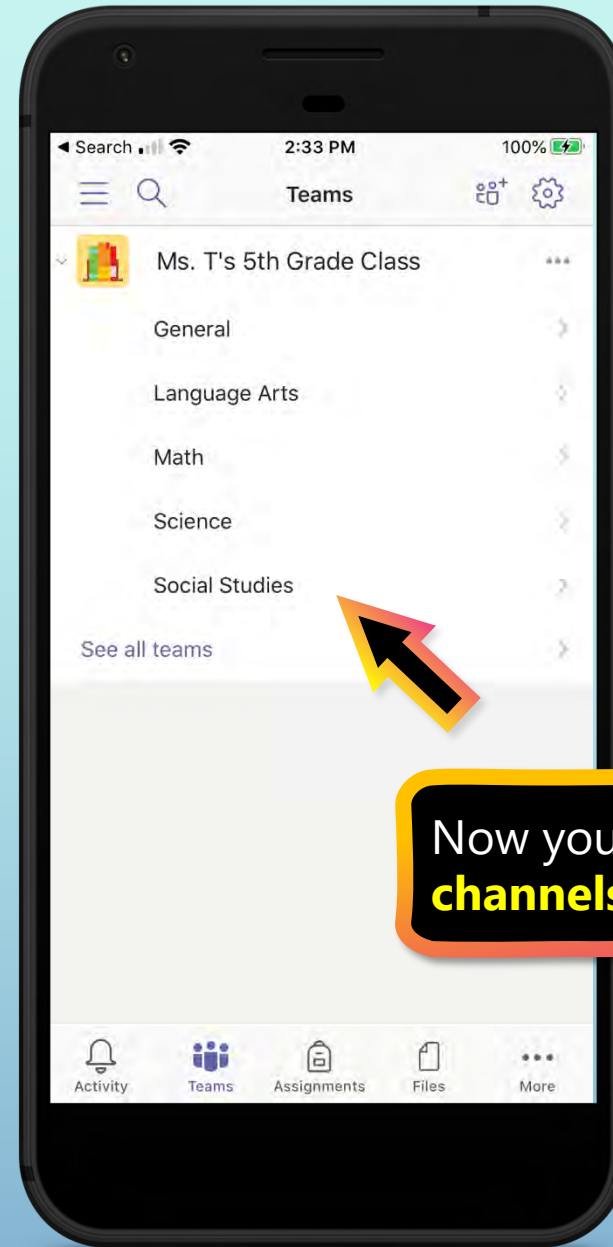 ◄ Search 2:33 PM 100%
Teams
Ms. T's 5th Grade Class
General
Language Arts
Math
Science
Social Studies
See all teams
Now you
channels
Activity Teams Assignments Files More